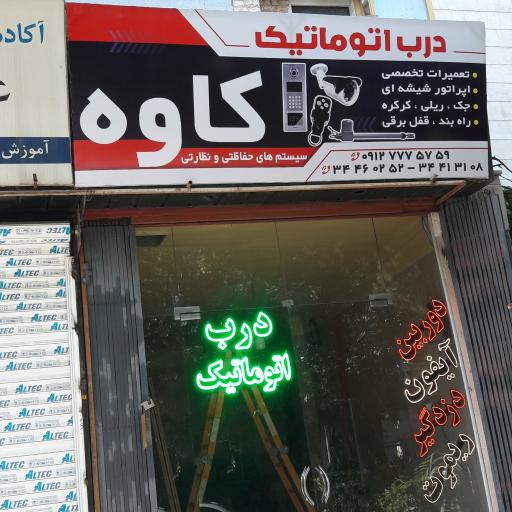 درب اتوماتیک
کاوه
تعمیرات تخصصی
اپراتور شیشه ای
جک ، ریلی ، کرکره
راه بند ، قفل برقی
سیستم های حفاظتی و نظارتی
۰۹۱۲ ۷۷۷ ۵۷ ۵۹
۳۴ ۴۶ ۰۲ ۵۲ - ۳۴ ۴۱ ۳۱ ۰۸
درب
اتوماتیک
دوربین
آیفون
دزدگیر
ریموت
آموزش
ALTEC